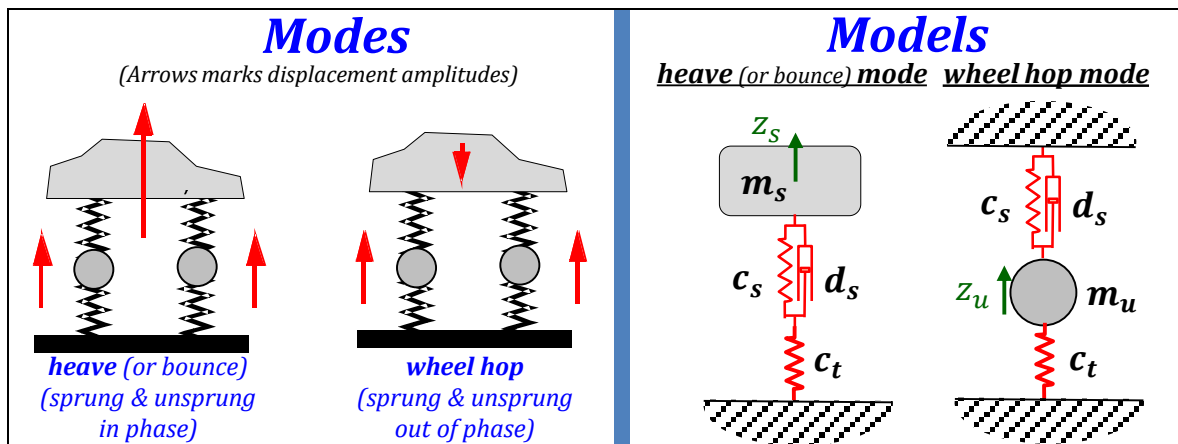 Modes
(Arrows marks displacement amplitudes)
heave (or bounce)
(sprung & unsprung
in phase)
wheel hop
(sprung & unsprung
out of phase)
Models
heave (or bounce) mode
z_s
m_s
c_s
d_s
c_t
wheel hop mode
c_s
d_s
z_u
m_u
c_t